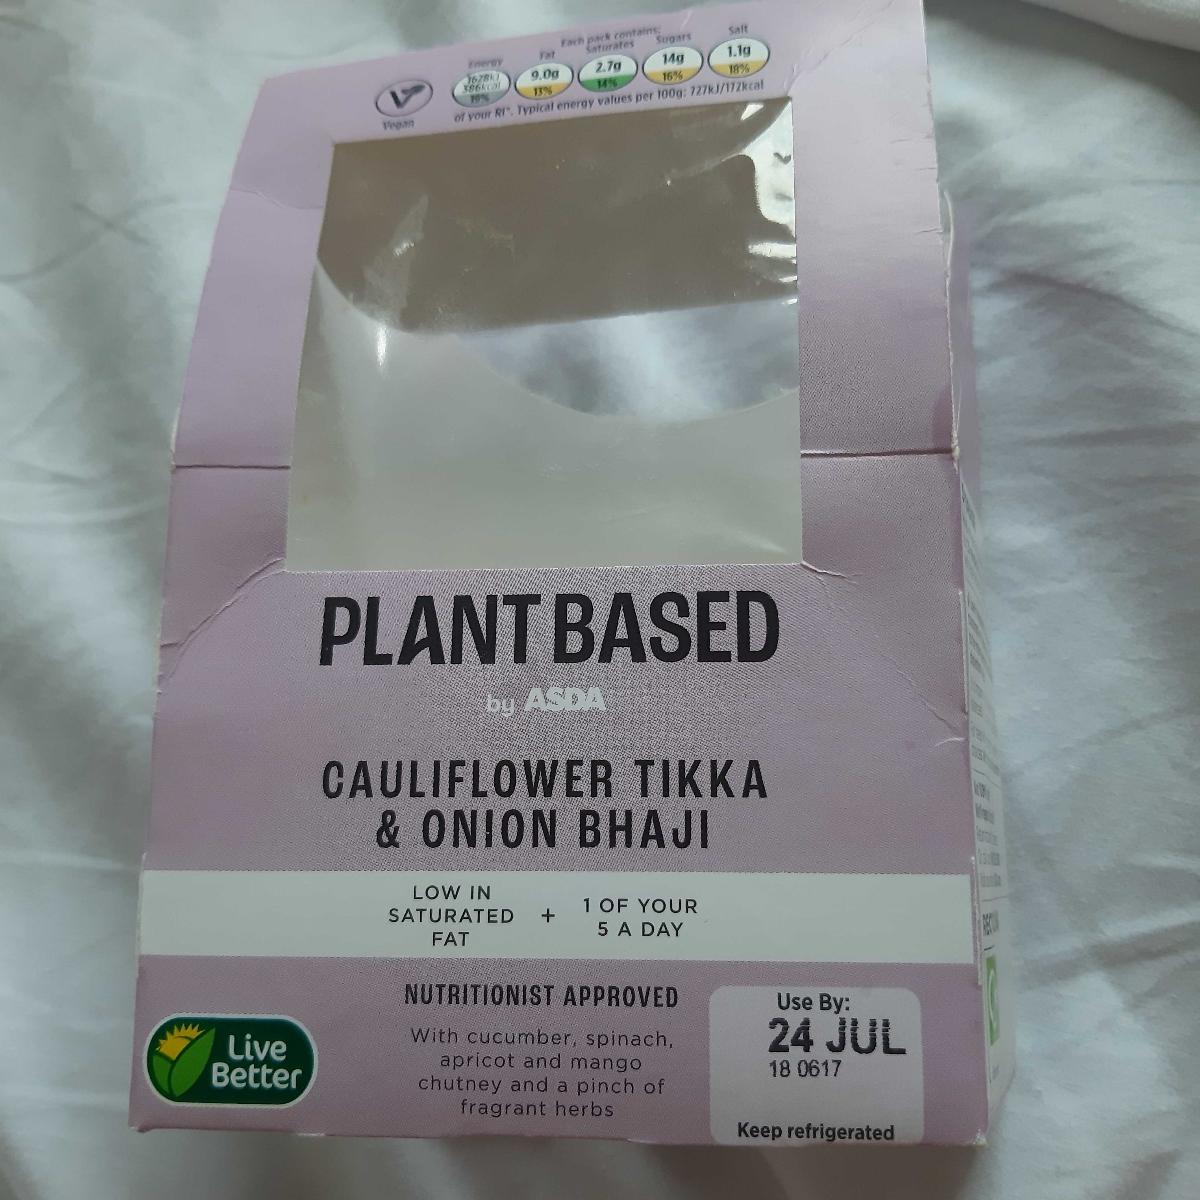 Each pack contains:
Energy Fat Saturates Sugars Salt
1628kJ
386kcal 9.0g 2.7g 14g 1.1g
19% 13% 14% 16% 18%
of your RI*. Typical energy values per 100g: 727kJ/172kcal
V
Vegan
PLANT BASED
by ASDA
CAULIFLOWER TIKKA
& ONION BHAJI
LOW IN
SATURATED
FAT
+
1 OF YOUR
5 A DAY
NUTRITIONIST APPROVED
With cucumber, spinach,
apricot and mango
chutney and a pinch of
fragrant herbs
Live
Better
Use By:
24 JUL
18 0617
Keep refrigerated